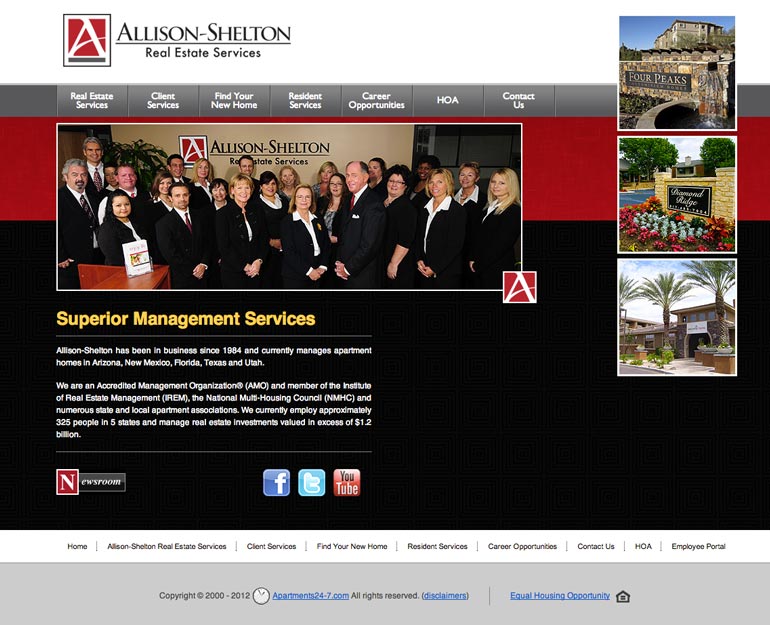 ALLISON-SHELTON
Real Estate Services
FOUR PEAKS
Real Estate Services
Client Services
Find Your New Home
Resident Services
Career Opportunities
HOA
Contact Us
ALLISON-SHELTON
Real Estate Services
Diamond
Ridge
Superior Management Services
Allison-Shelton has been in business since 1984 and currently manages apartment
homes in Arizona, New Mexico, Florida, Texas and Utah.
We are an Accredited Management Organization® (AMO) and member of the Institute
of Real Estate Management (IREM), the National Multi-Housing Council (NMHC) and
numerous state and local apartment associations. We currently employ approximately
325 people in 5 states and manage real estate investments valued in excess of $1.2
billion.
Newsroom
f
t
You Tube
Home
Allison-Shelton Real Estate Services
Client Services
Find Your New Home
Resident Services
Career Opportunities
Contact Us
HOA
Employee Portal
Copyright © 2000 - 2012 Apartments24-7.com All rights reserved. (disclaimers)
Equal Housing Opportunity